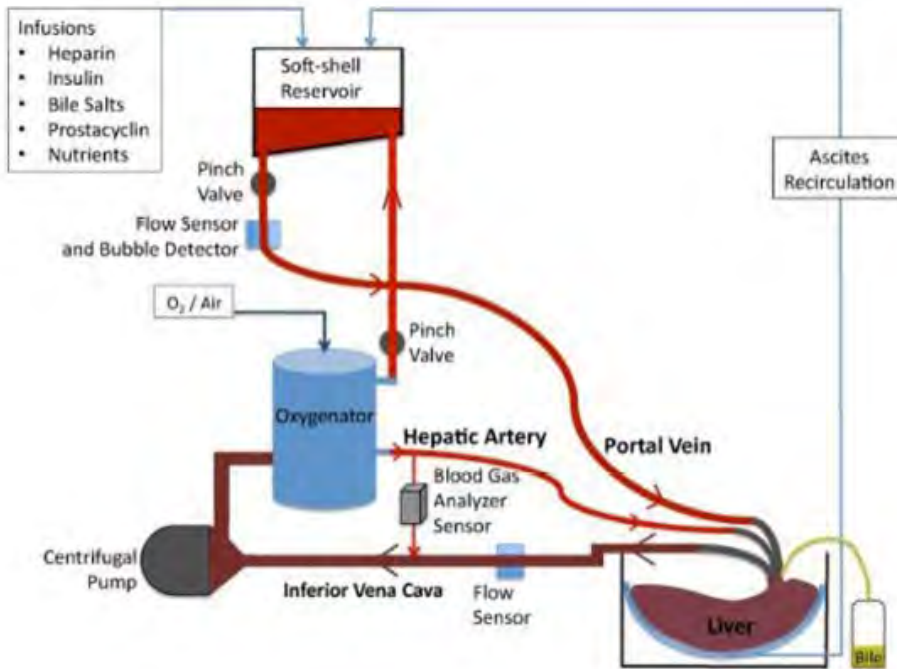 Infusions
• Heparin
• Insulin
• Bile Salts
• Prostacyclin
• Nutrients
Soft-shell
Reservoir
Ascites
Recirculation
Pinch
Valve
Flow Sensor
and Bubble Detector
O₂ / Air
Pinch
Valve
Oxygenator
Hepatic Artery
Portal Vein
Blood Gas
Analyzer
Sensor
Centrifugal
Pump
Inferior Vena Cava
Flow
Sensor
Liver
Bile